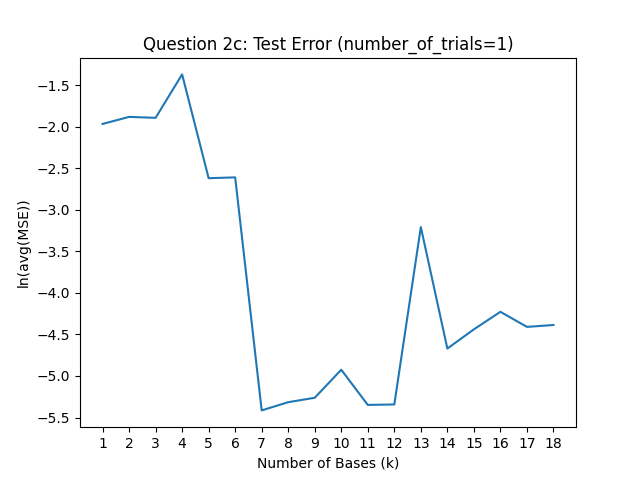 Question 2c: Test Error (number_of_trials=1)
ln(avg(MSE))
−1.5
−2.0
−2.5
−3.0
−3.5
−4.0
−4.5
−5.0
−5.5
1 2 3 4 5 6 7 8 9 10 11 12 13 14 15 16 17 18
Number of Bases (k)